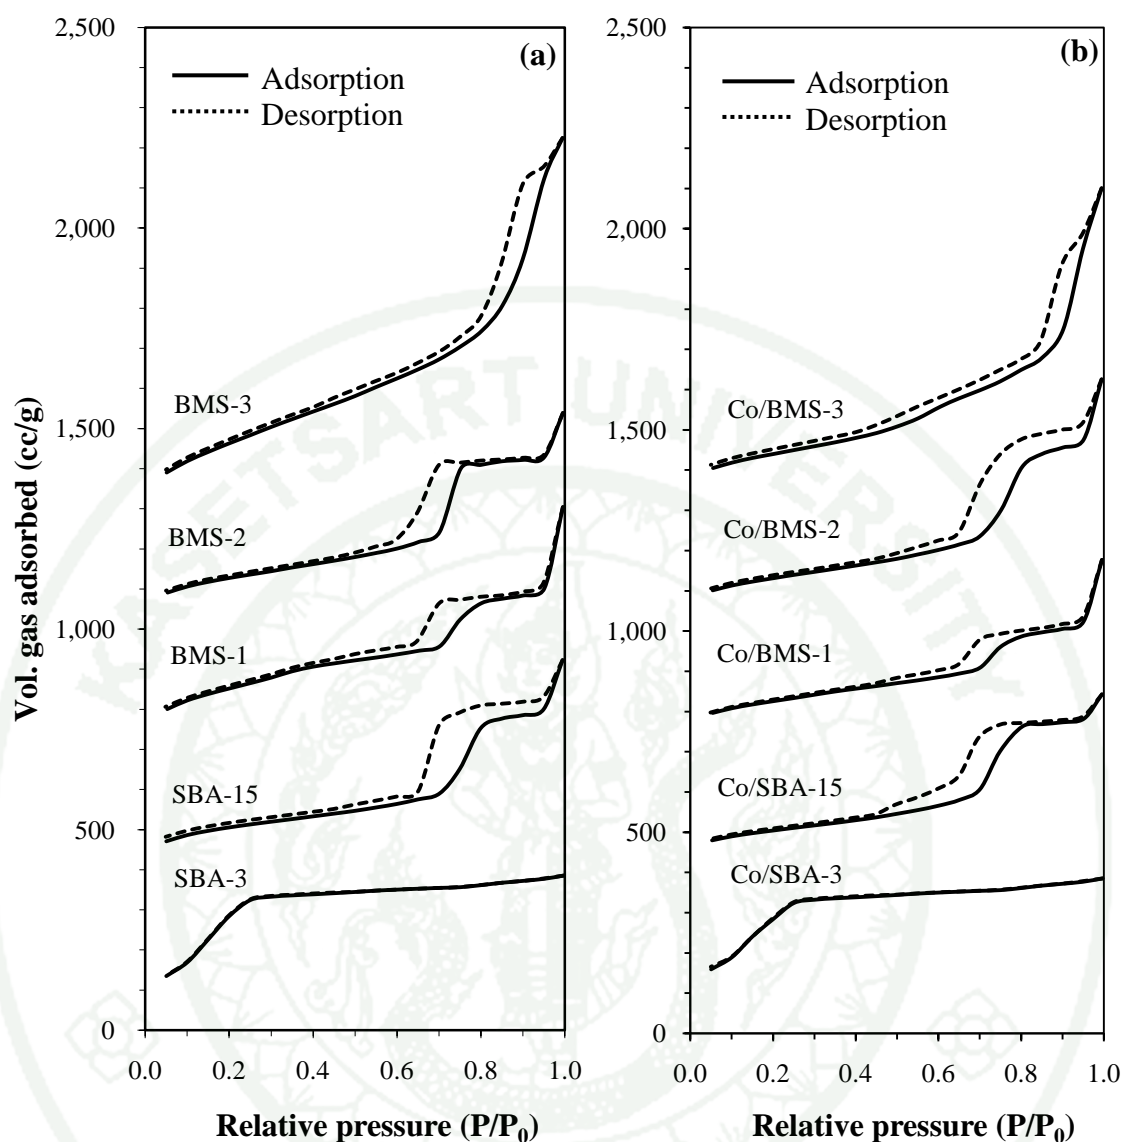 2,500
2,000
1,500
1,000
500
0
Vol. gas adsorbed (cc/g)
(a)
Adsorption
Desorption
BMS-3
BMS-2
BMS-1
SBA-15
SBA-3
0.0 0.2 0.4 0.6 0.8 1.0
Relative pressure (P/P0)
2,500
2,000
1,500
1,000
500
0
(b)
Adsorption
Desorption
Co/BMS-3
Co/BMS-2
Co/BMS-1
Co/SBA-15
Co/SBA-3
0.0 0.2 0.4 0.6 0.8 1.0
Relative pressure (P/P0)
KASETSART UNIVERSITY